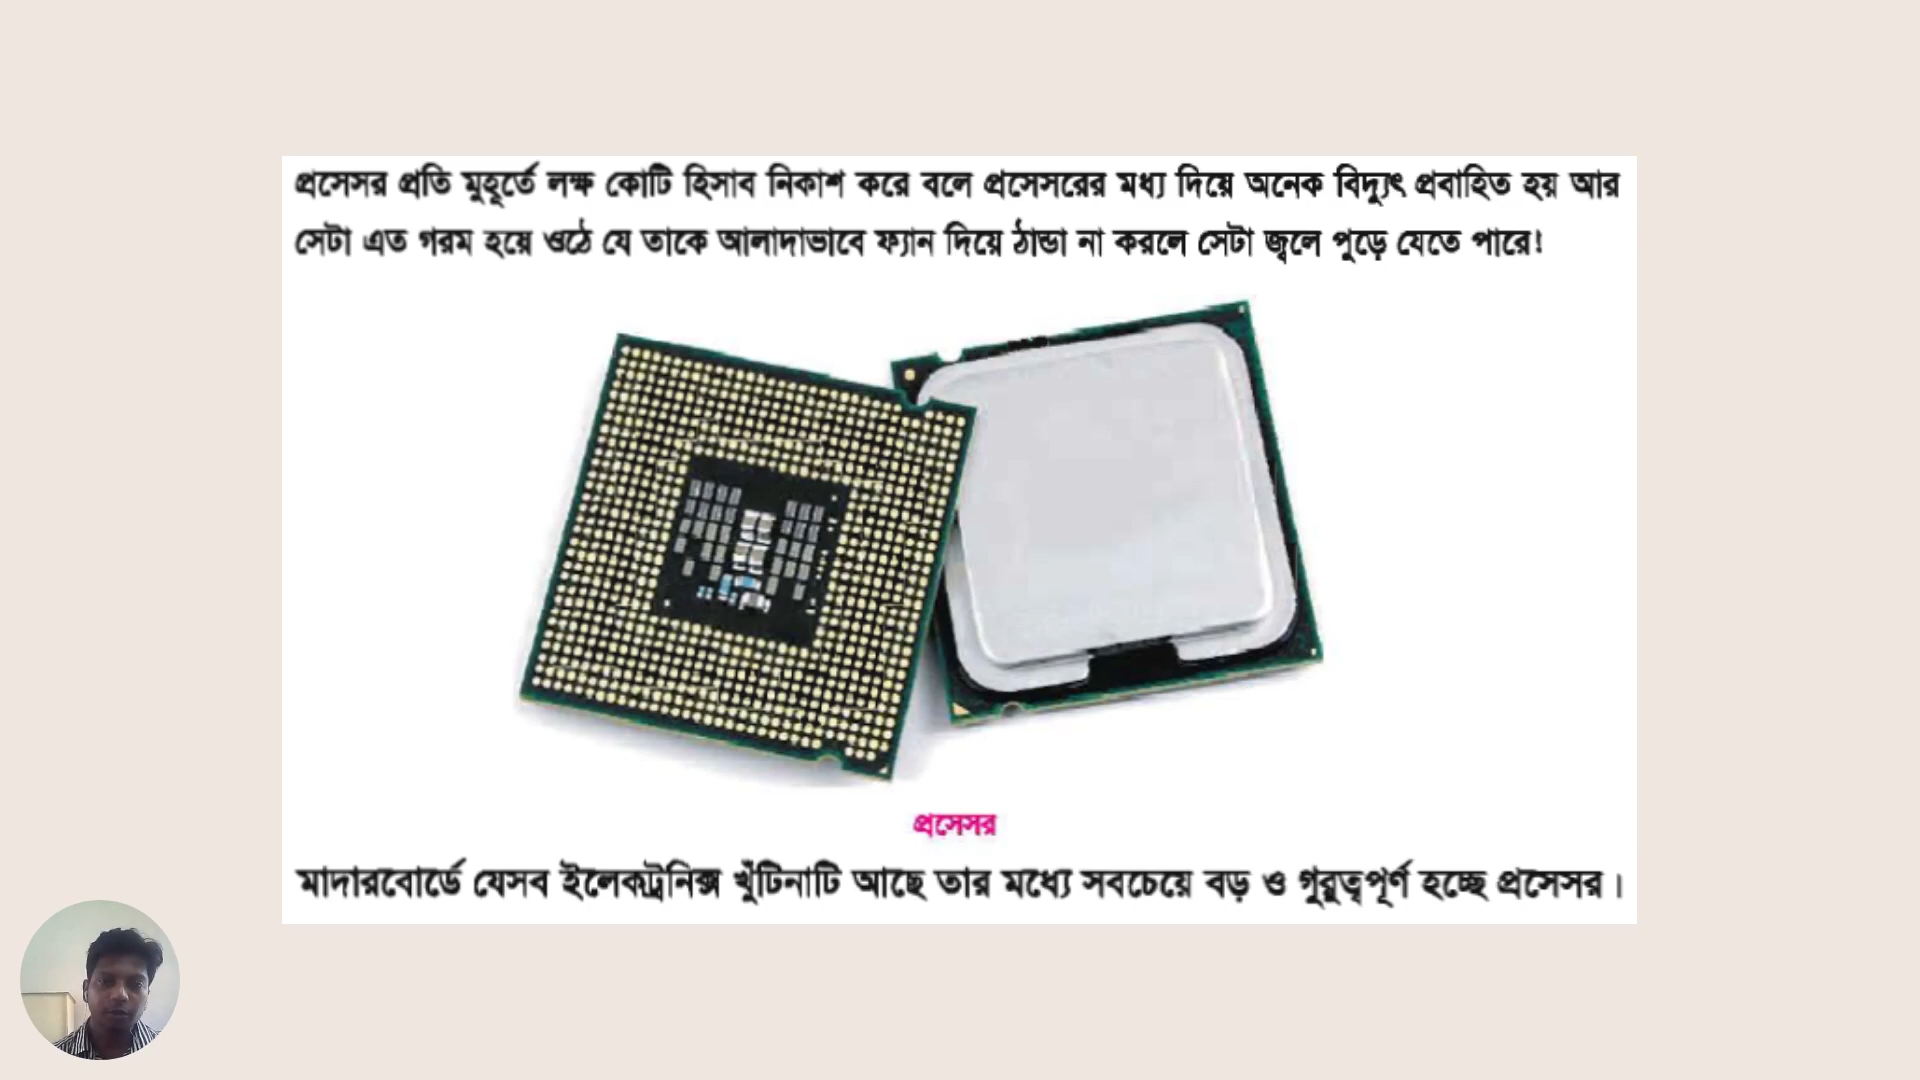 প্রসেসর প্রতি মুহূর্তে লক্ষ কোটি হিসাব নিকাশ করে বলে প্রসেসরের মধ্য দিয়ে অনেক বিদ্যুৎ প্রবাহিত হয় আর
সেটা এত গরম হয়ে ওঠে যে তাকে আলাদাভাবে ফ্যান দিয়ে ঠান্ডা না করলে সেটা জ্বলে পুড়ে যেতে পারে!
প্রসেসর
মাদারবোর্ডে যেসব ইলেকট্রনিক্স খুঁটিনাটি আছে তার মধ্যে সবচেয়ে বড় ও গুরুত্বপূর্ণ হচ্ছে প্রসেসর।